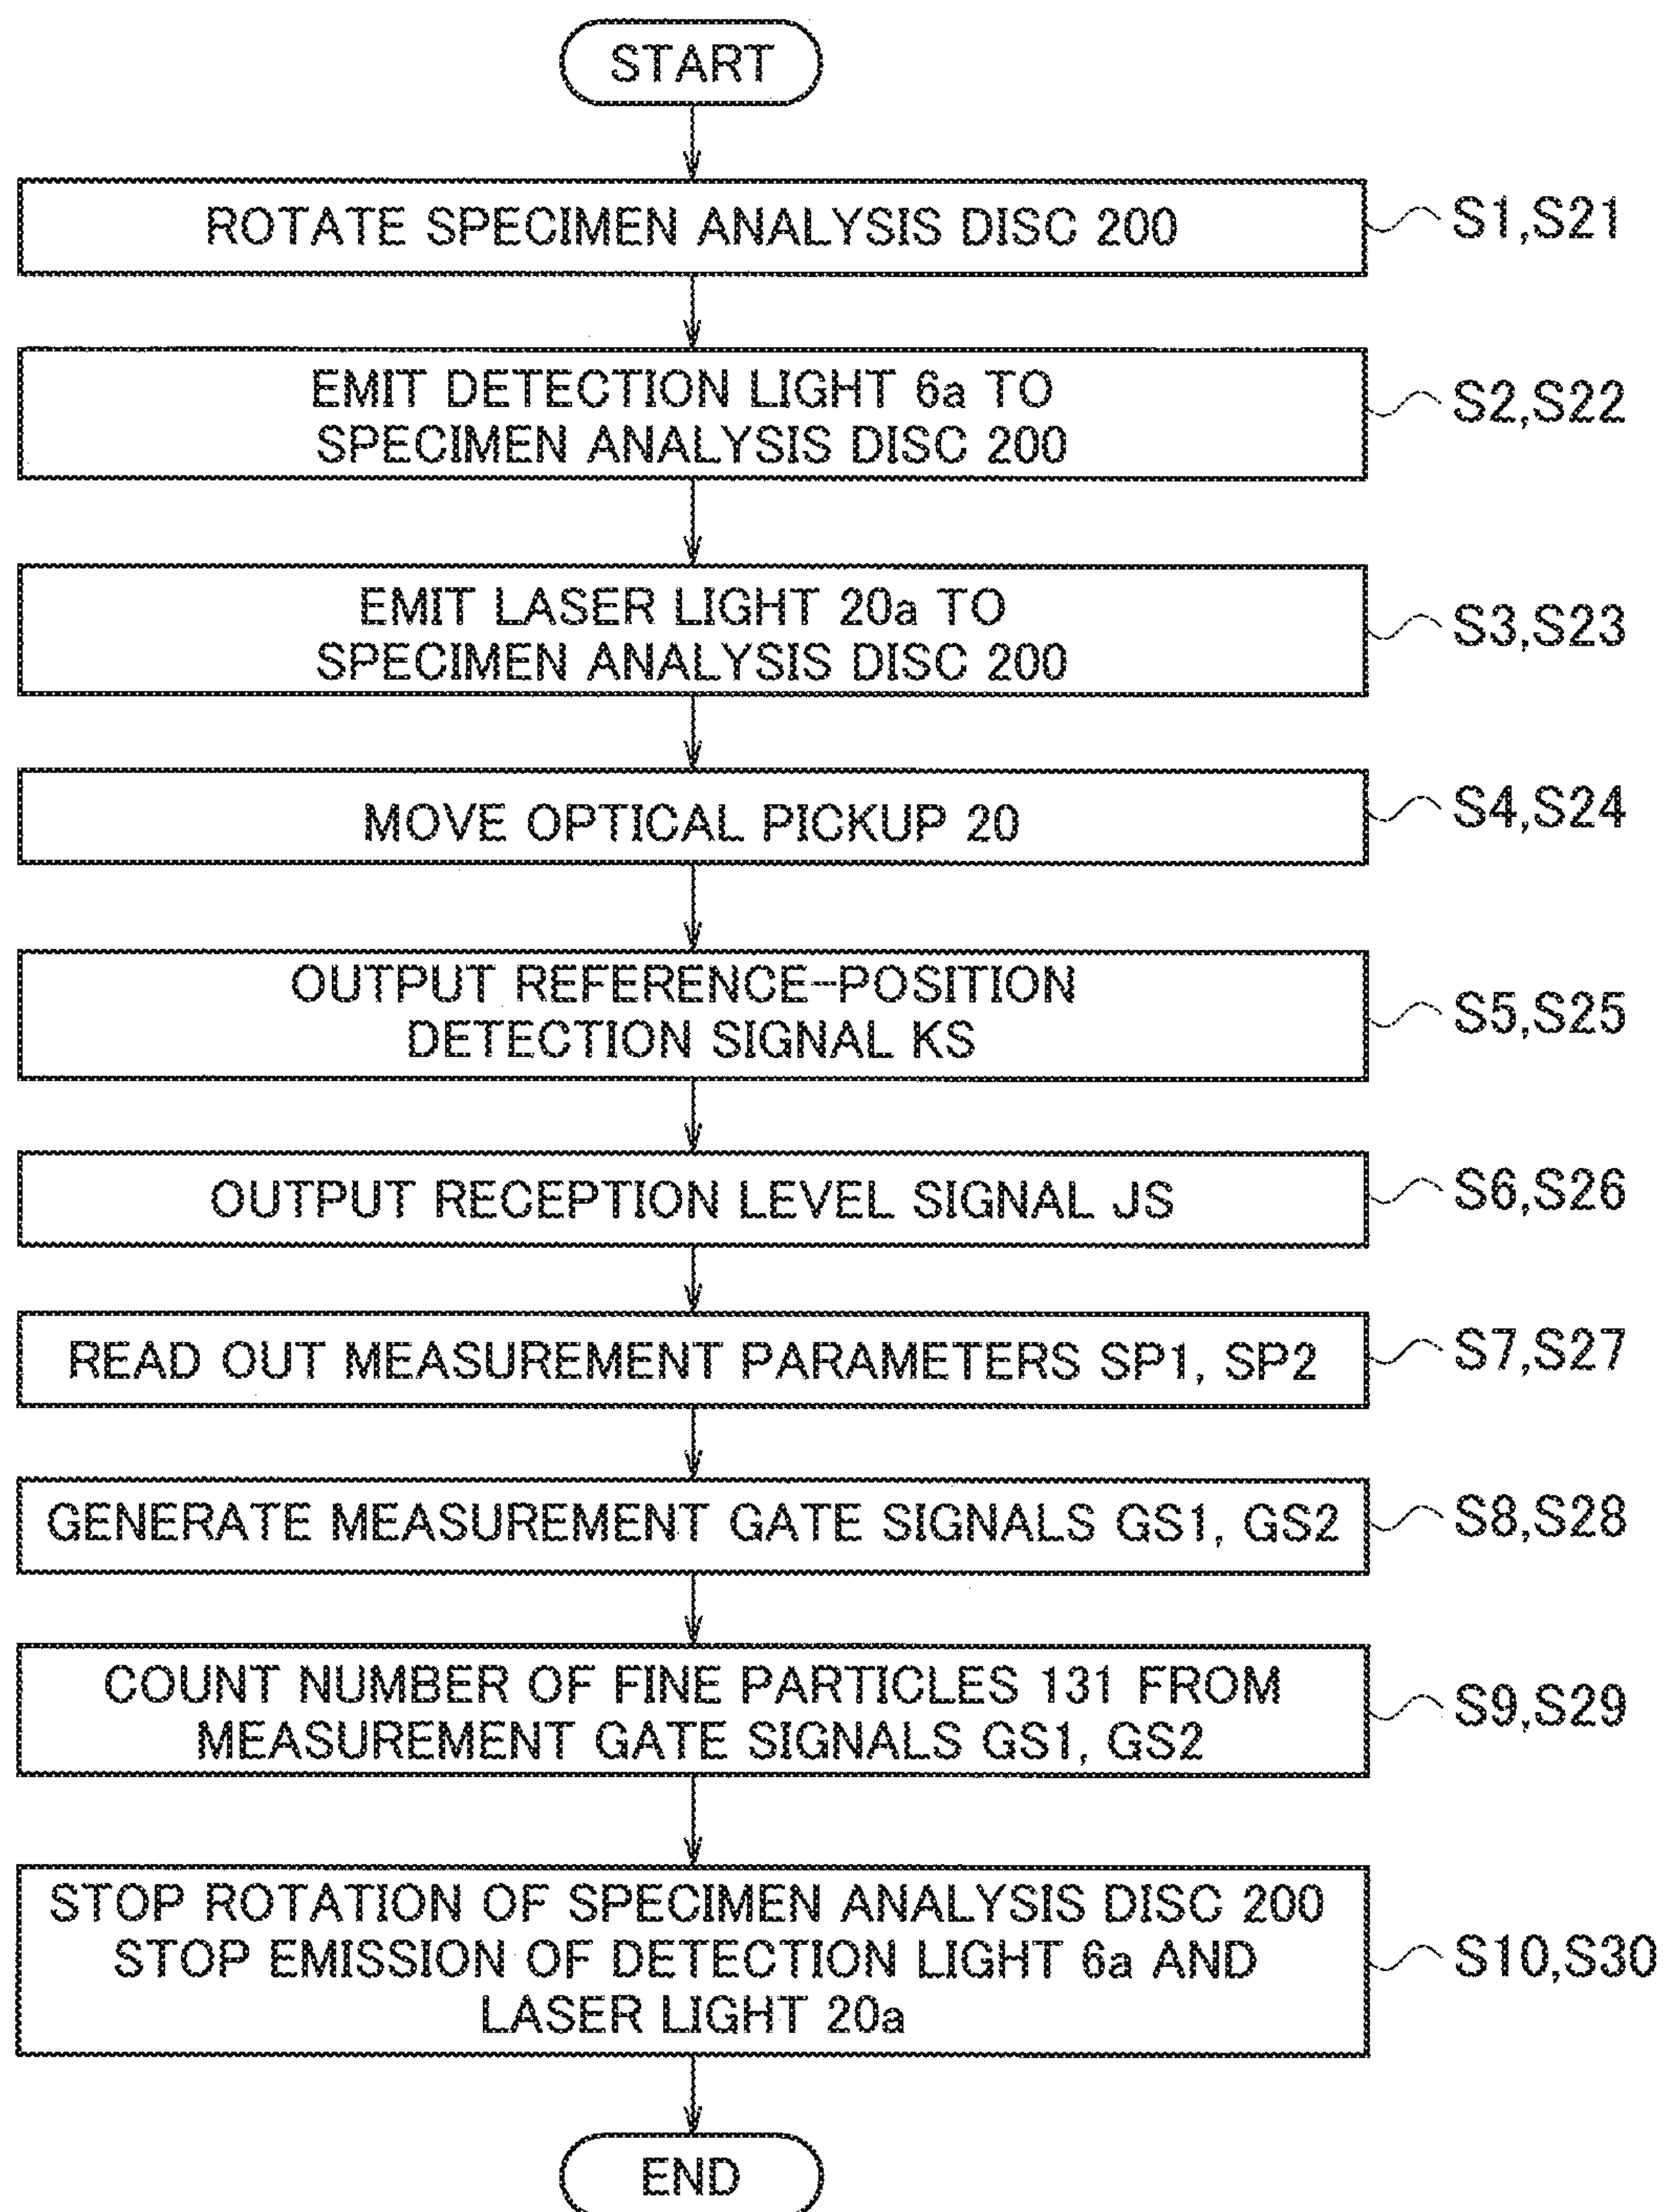 START
ROTATE SPECIMEN ANALYSIS DISC 200
S1,S21
EMIT DETECTION LIGHT 6a TO
SPECIMEN ANALYSIS DISC 200
S2,S22
EMIT LASER LIGHT 20a TO
SPECIMEN ANALYSIS DISC 200
S3,S23
MOVE OPTICAL PICKUP 20
S4,S24
OUTPUT REFERENCE-POSITION
DETECTION SIGNAL KS
S5,S25
OUTPUT RECEPTION LEVEL SIGNAL JS
S6,S26
READ OUT MEASUREMENT PARAMETERS SP1, SP2
S7,S27
GENERATE MEASUREMENT GATE SIGNALS GS1, GS2
S8,S28
COUNT NUMBER OF FINE PARTICLES 131 FROM
MEASUREMENT GATE SIGNALS GS1, GS2
S9,S29
STOP ROTATION OF SPECIMEN ANALYSIS DISC 200
STOP EMISSION OF DETECTION LIGHT 6a AND
LASER LIGHT 20a
S10,S30
END